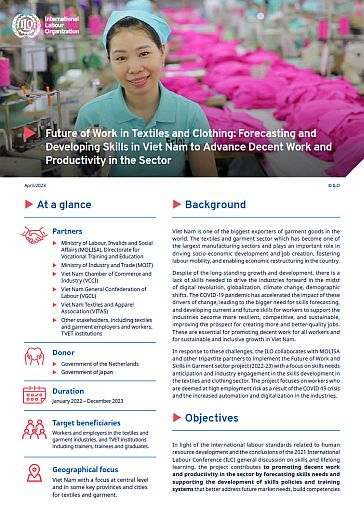 International
Labour
Organization
Future of Work in Textiles and Clothing: Forecasting and
Developing Skills in Viet Nam to Advance Decent Work and
Productivity in the Sector
April/2023
© ILO
At a glance
Partners
Ministry of Labour, Invalids and Social
Affairs (MOLISA), Directorate for
Vocational Training and Education
Ministry of Industry and Trade (MOIT)
Viet Nam Chamber of Commerce and
Industry (VCCI)
Viet Nam General Confederation of
Labour (VGCL)
Viet Nam Textiles and Apparel
Association (VITAS)
Other stakeholders, including textiles
and garment employers and workers,
TVET institutions
Donor
Government of the Netherlands
Government of Japan
Duration
January 2022 – December 2023
Target beneficiaries
Workers and employers in the textiles and
garment industries, and TVET institutions
including trainers, trainees and graduates.
Geographical focus
Viet Nam with a focus at central level
and in some key provinces and cities
for textiles and garment.
Background
Viet Nam is one of the biggest exporters of garment goods in the
world. The textiles and garment sector which has become one of
the largest manufacturing sectors and plays an important role in
driving socio-economic development and job creation, fostering
labour mobility, and enabling economic restructuring in the country.
Despite of the long-standing growth and development, there is a
lack of skills needed to drive the industries forward in the midst
of digital revolution, globalization, climate change, demographic
shifts. The COVID-19 pandemic has accelerated the impact of these
drivers of change, leading to the bigger need for skills forecasting,
and developing current and future skills for workers to support the
industries become more resilient, competitive, and sustainable,
improving the prospect for creating more and better-quality jobs.
These are essential for promoting decent work for all workers and
for sustainable and inclusive growth in Viet Nam.
In response to these challenges, the ILO collaborates with MOLISA
and other tripartite partners to implement the Future of Work and
Skills in Garment sector project (2022-23) with a focus on skills needs
anticipation and industry engagement in the skills development in
the textiles and clothing sector. The project focuses on workers who
are deemed at high employment risk as a result of the COVID-19 crisis
and the increased automation and digitalization in the industries.
Objectives
In light of the international labour standards related to human
resource development and the conclusions of the 2021 International
Labour Conference (ILC) general discussion on skills and lifelong
learning, the project contributes to promoting decent work
and productivity in the sector by forecasting skills needs and
supporting the development of skills policies and training
systems that better address future market needs, build competencies